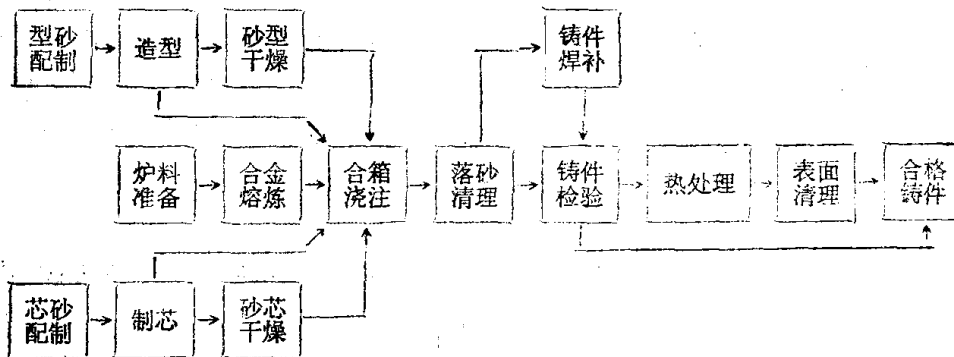 型砂
配制
造型
砂型
干燥
铸件
焊补
炉料
准备
合金
熔炼
合箱
浇注
落砂
清理
铸件
检验
热处理
表面
清理
合格
铸件
芯砂
配制
制芯
砂芯
干燥